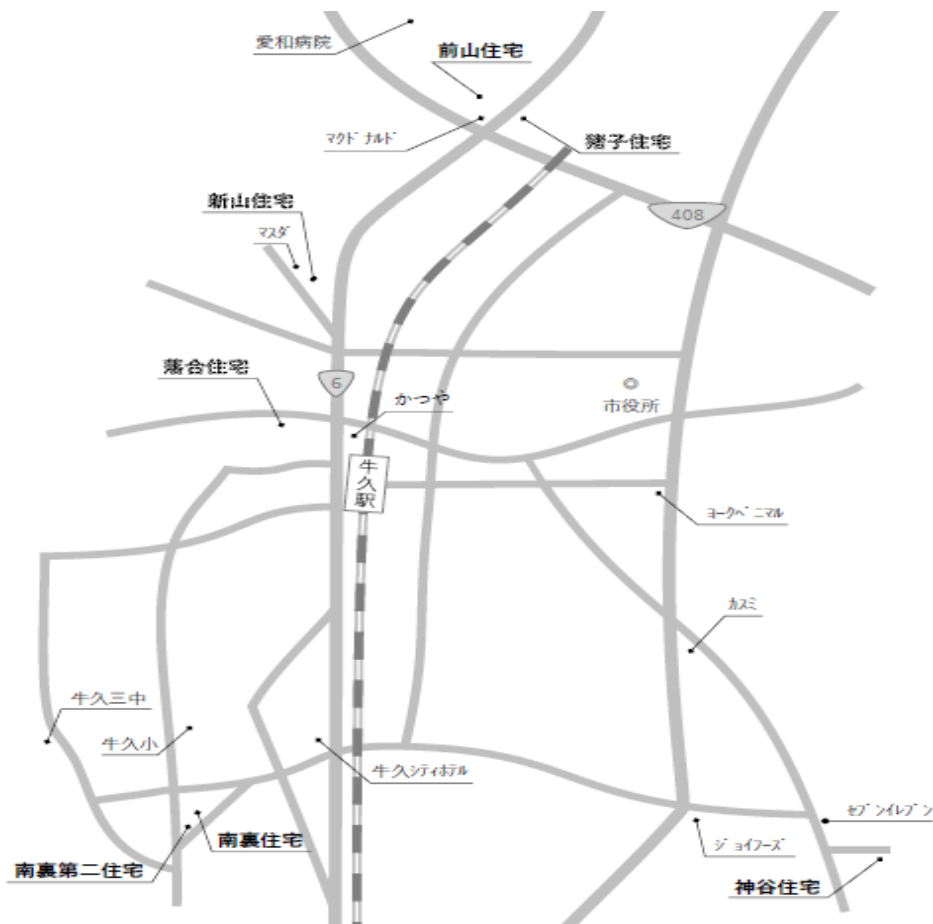 愛和病院
前山住宅
マクドナルド
猪子住宅
408
新山住宅
マスダ
落合住宅
6
かつや
市役所
牛久駅
ヨークベニマル
カスミ
牛久三中
牛久小
牛久シティホテル
セブンイレブン
南裏住宅
ジョイフーズ
南裏第二住宅
神谷住宅